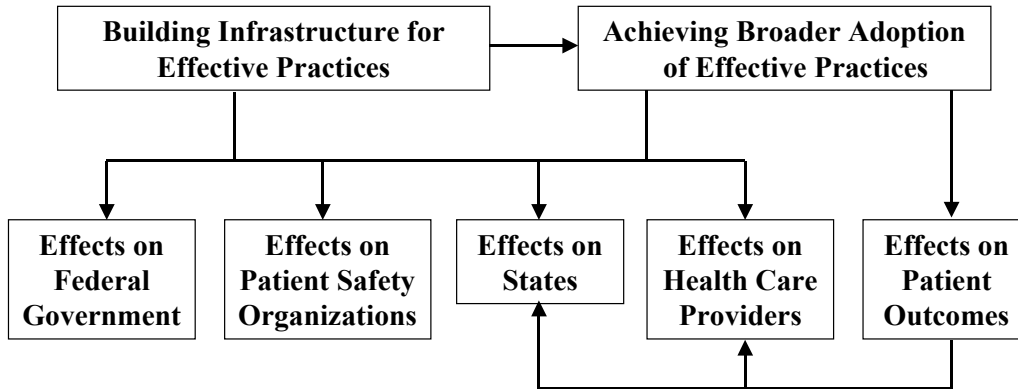 Building Infrastructure for
Effective Practices
Achieving Broader Adoption
of Effective Practices
Effects on
Federal
Government
Effects on
Patient Safety
Organizations
Effects on
States
Effects on
Health Care
Providers
Effects on
Patient
Outcomes